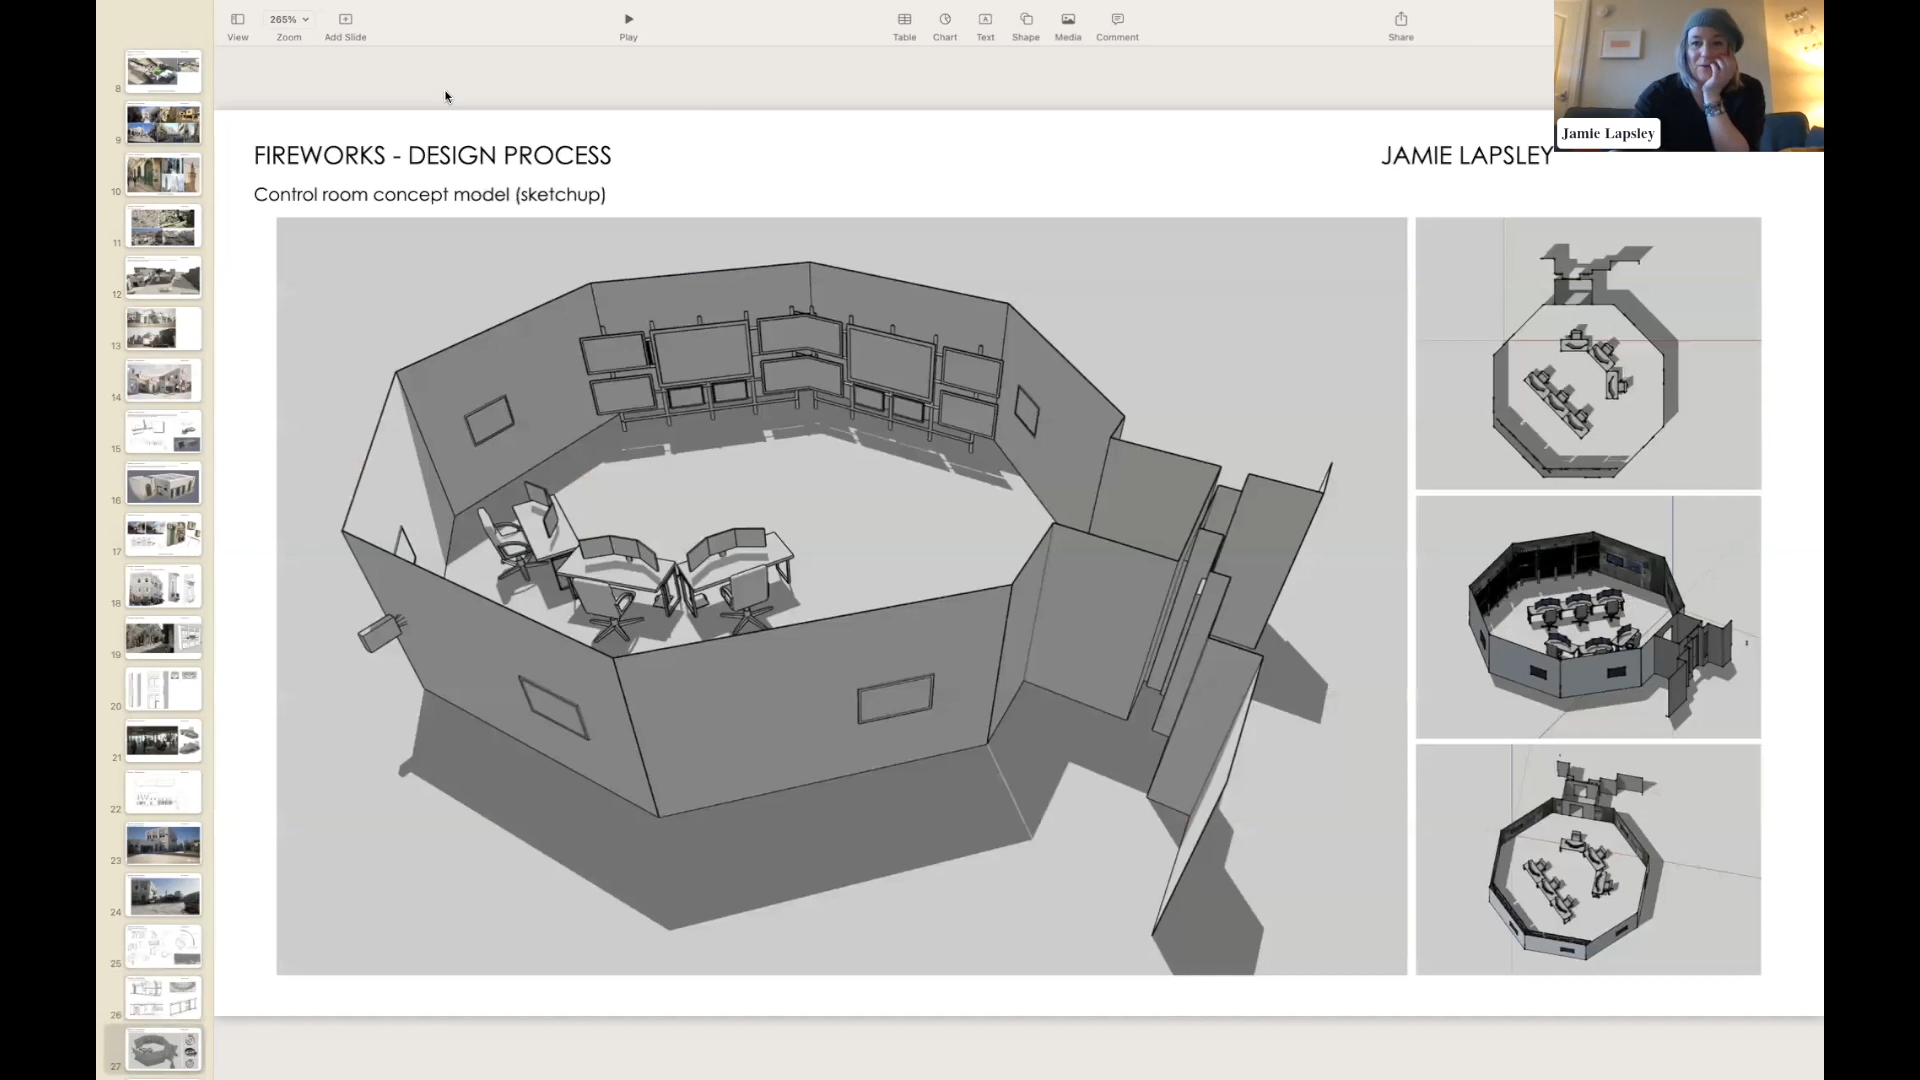 265%
View
Zoom
Add Slide
Play
Table
Chart
Text
Shape
Media
Comment
Share
Jamie Lapsley
FIREWORKS - DESIGN PROCESS
JAMIE LAPSLEY
Control room concept model (sketchup)
8
9
10
11
12
13
14
15
16
17
18
19
20
21
22
23
24
25
26
27